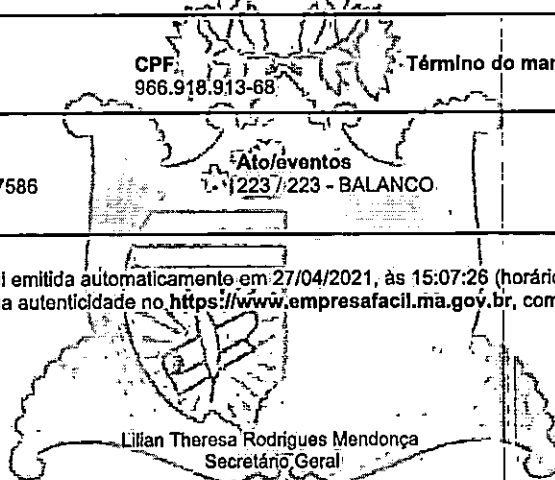 CPF Término do mar
966.918.913-68
Ato/eventos
7586 223 / 223 - BALANCO
i emitida automaticamente em 27/04/2021, às 15:07:26 (horário
a autenticidade no https://www.empresafacil.ma.gov.br, com
Lilian Theresa Rodrigues Mendonça
Secretário Geral